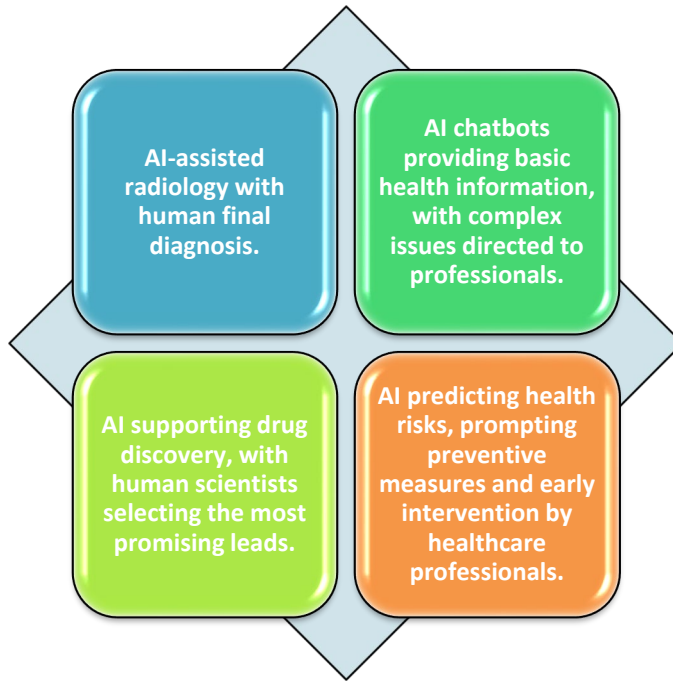 AI-assisted
radiology with
human final
diagnosis.
AI chatbots
providing basic
health information,
with complex
issues directed to
professionals.
AI supporting drug
discovery, with
human scientists
selecting the most
promising leads.
AI predicting health
risks, prompting
preventive
measures and early
intervention by
healthcare
professionals.